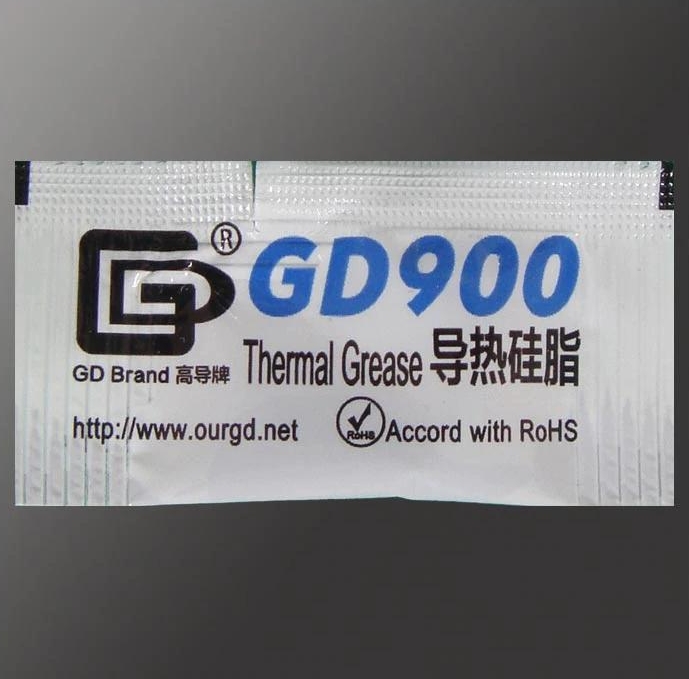 GD ® GD900
GD Brand 高导牌 Thermal Grease 导热硅脂
http://www.ourgd.net RoHS Accord with RoHS